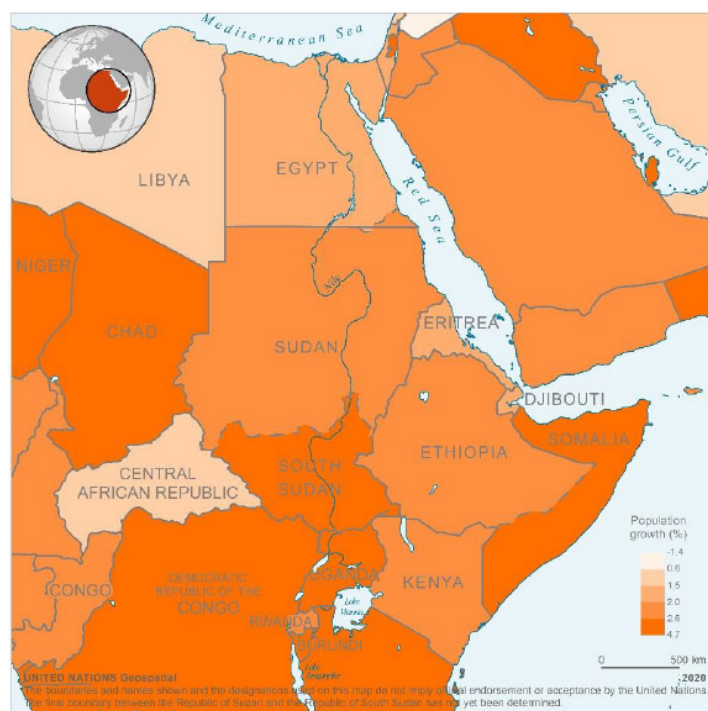 Mediterranean Sea
Persian Gulf
LIBYA
EGYPT
Red Sea
NIGER
Nile
CHAD
ERITREA
SUDAN
DJIBOUTI
SOMALIA
ETHIOPIA
CENTRAL
AFRICAN REPUBLIC
SOUTH
SUDAN
Population
growth (%)
-1.4
0.6
1.5
2.6
4.7
DEMOCRATIC
REPUBLIC OF THE
CONGO
CONGO
UGANDA
KENYA
Lake
Victoria
RWANDA
BURUNDI
Lake
Tanganyika
0 500 km
UNITED NATIONS Geospatial
2020
The boundaries and names shown and the designations used on this map do not imply official endorsement or acceptance by the United Nations.
The final boundary between the Republic of Sudan and the Republic of South Sudan has not yet been determined.